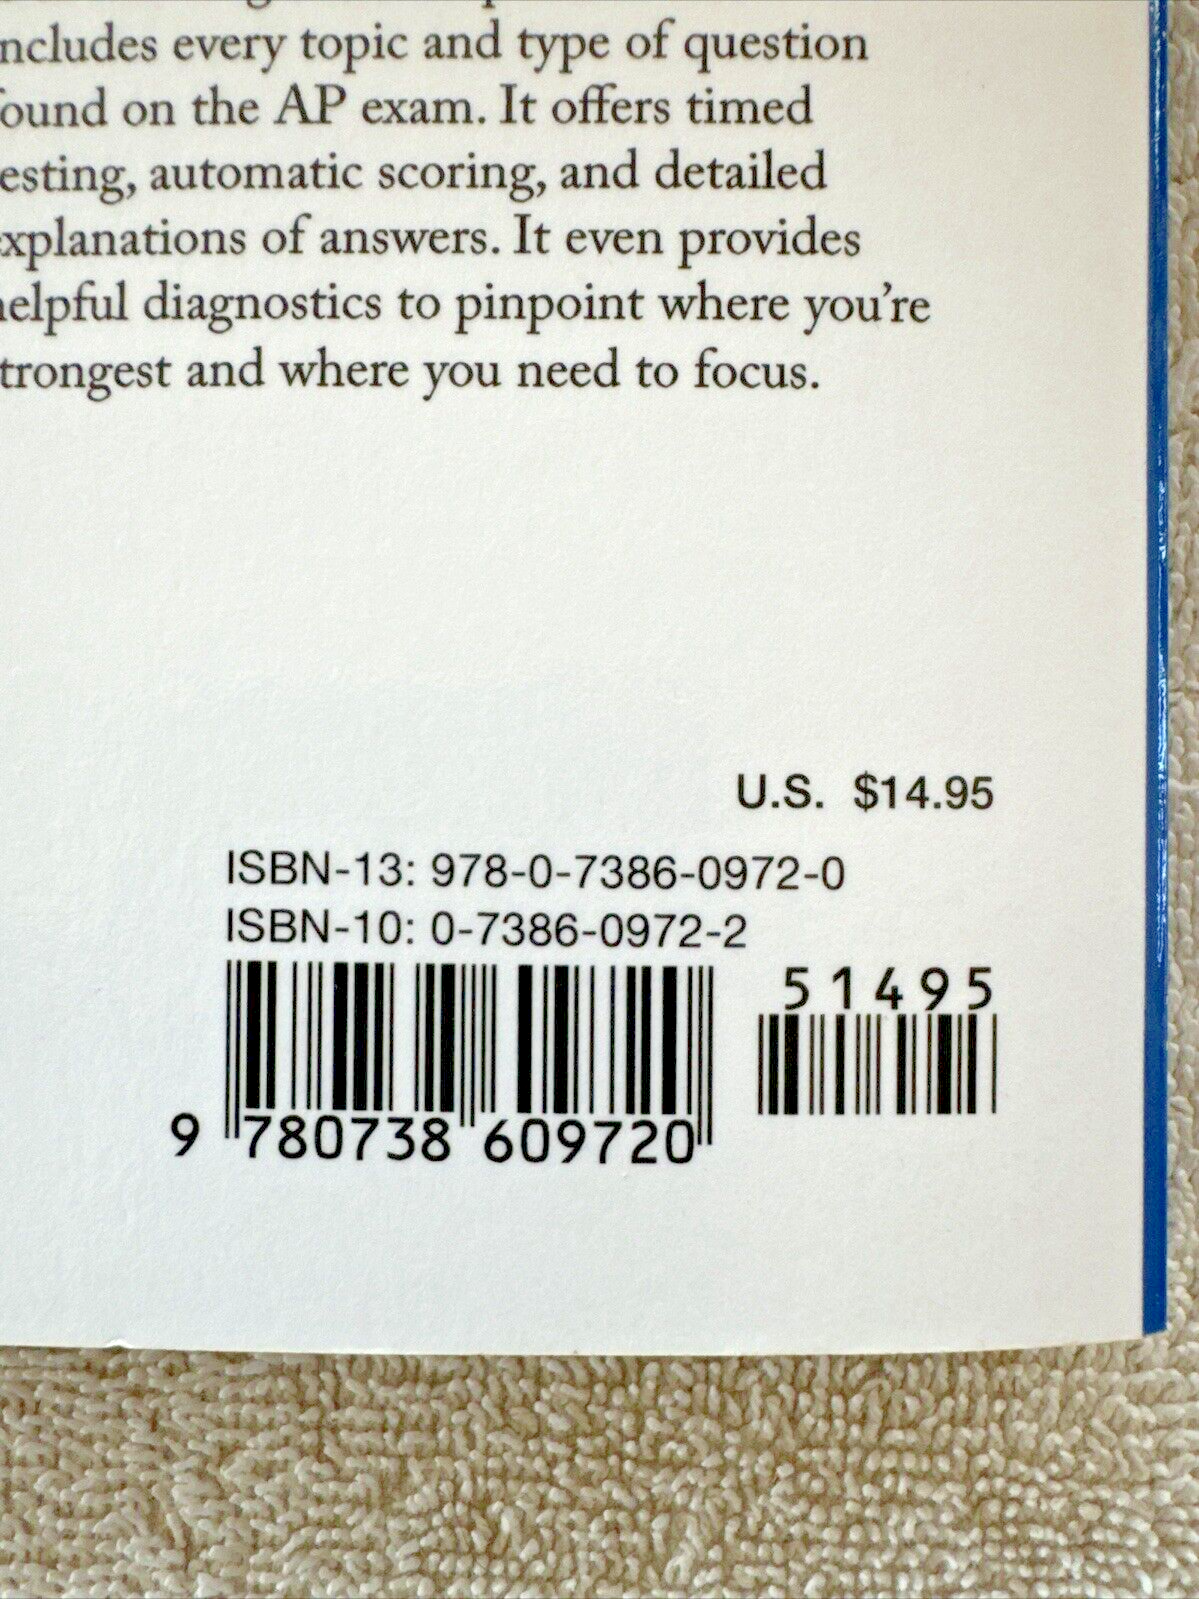 ncludes every topic and type of question
ound on the AP exam. It offers timed
esting, automatic scoring, and detailed
xplanations of answers. It even provides
elpful diagnostics to pinpoint where you're
trongest and where you need to focus.
U.S. $14.95
ISBN-13: 978-0-7386-0972-0
ISBN-10: 0-7386-0972-2
51495
9 780738 609720